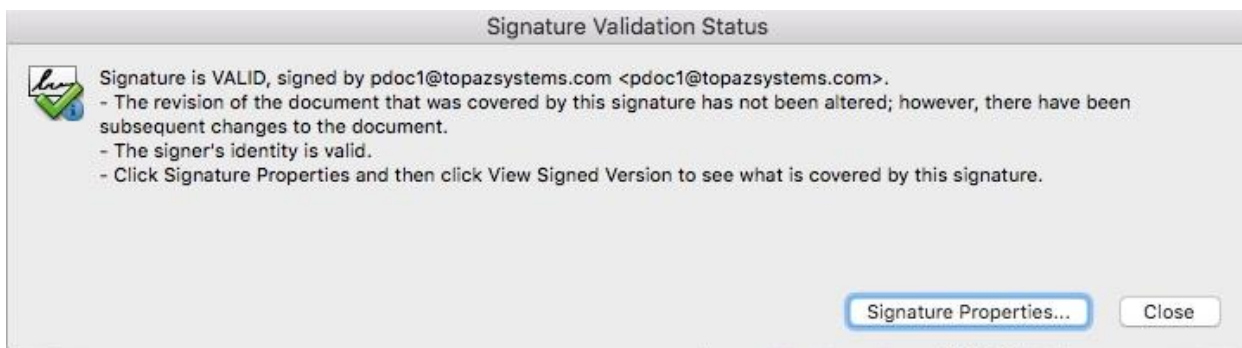 Signature Validation Status
Signature is VALID, signed by pdoc1@topazsystems.com <pdoc1@topazsystems.com>.
- The revision of the document that was covered by this signature has not been altered; however, there have been
subsequent changes to the document.
- The signer's identity is valid.
- Click Signature Properties and then click View Signed Version to see what is covered by this signature.
Signature Properties...
Close